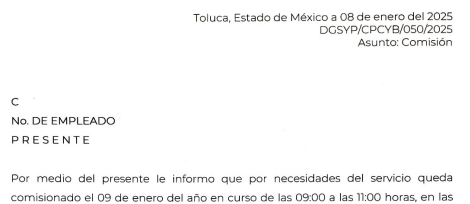 Toluca, Estado de México a 08 de enero del 2025
DGSYP/CPCYB/050/2025
Asunto: Comisión
C
No. DE EMPLEADO
P R E S E N T E
Por medio del presente le informo que por necesidades del servicio queda
comisionado el 09 de enero del año en curso de las 09:00 a las 11:00 horas, en las